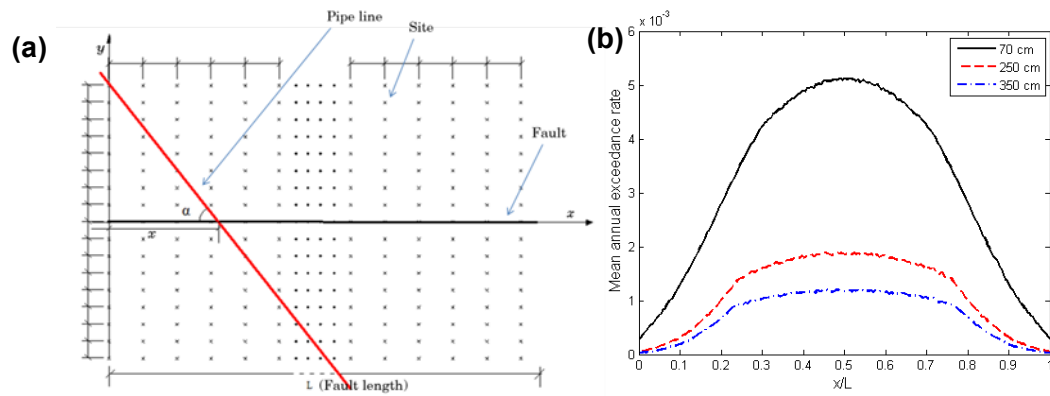 (a)
Pipe line
Site
y
Fault
α
x
x
L (Fault length)
(b)
x 10⁻³
6
5
4
3
2
1
0
Mean annual exceedance rate
70 cm
250 cm
350 cm
0 0.1 0.2 0.3 0.4 0.5 0.6 0.7 0.8 0.9 1
x/L